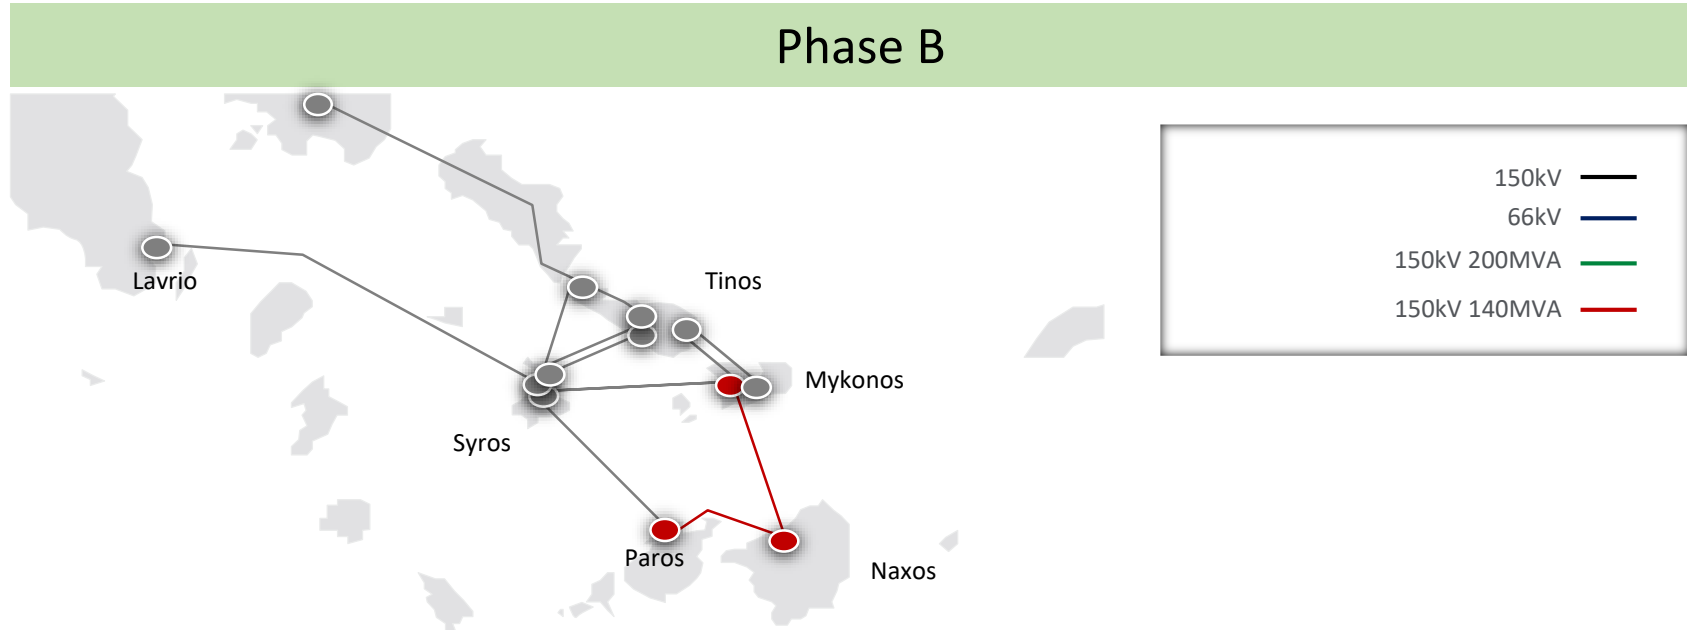 Phase B
150kV
66kV
150kV 200MVA
150kV 140MVA
Lavrio
Tinos
Mykonos
Syros
Paros
Naxos